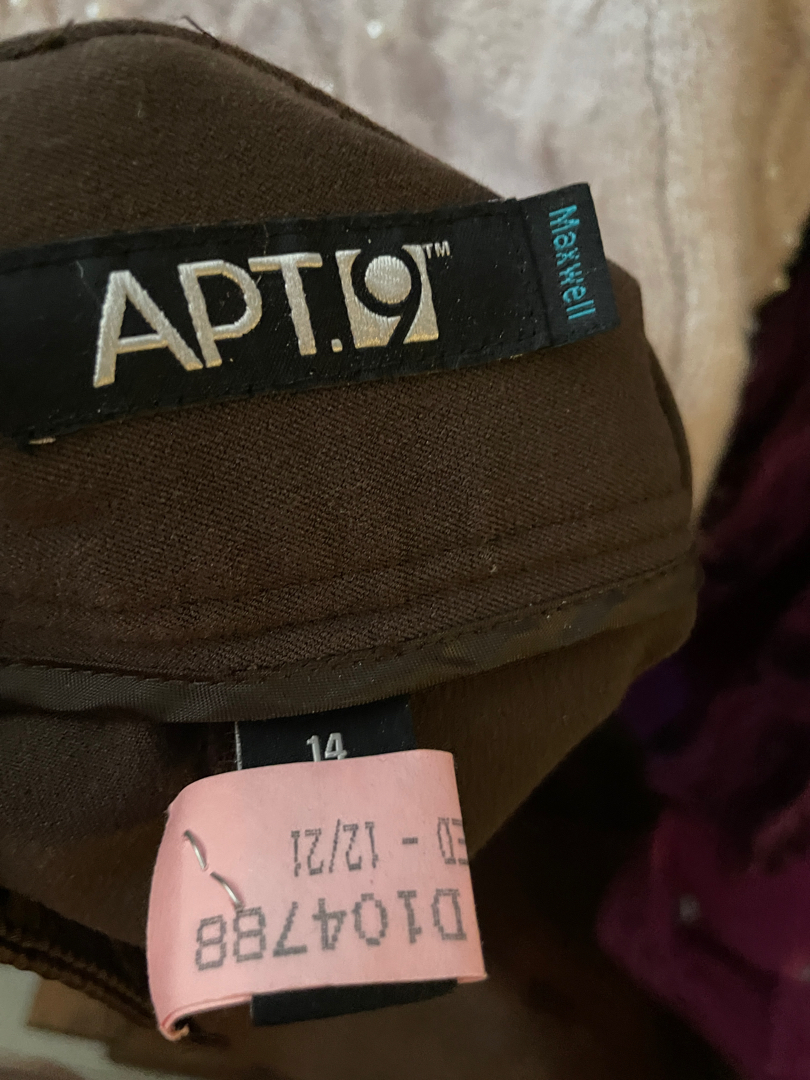 APT.9™
Maxwell
14
D104788
ED - 12/21